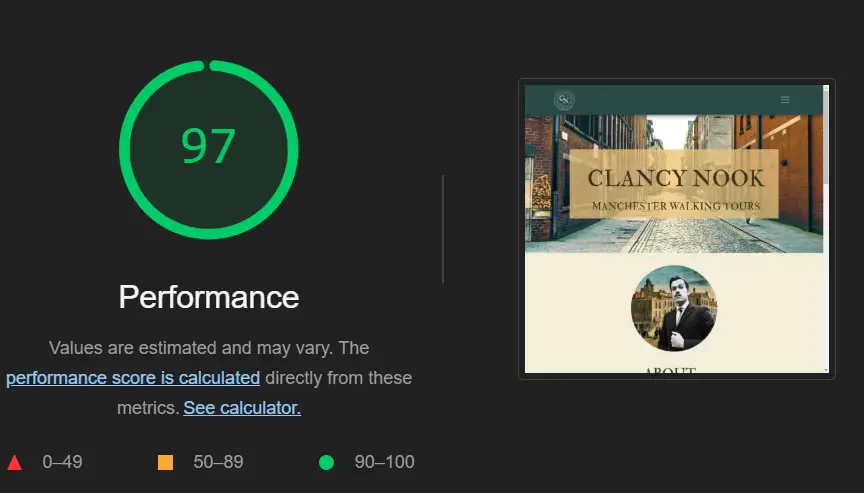 97
Performance
Values are estimated and may vary. The
performance score is calculated directly from these
metrics. See calculator.
0–49
50–89
90–100
CLANCY NOOK
MANCHESTER WALKING TOURS
ABOUT